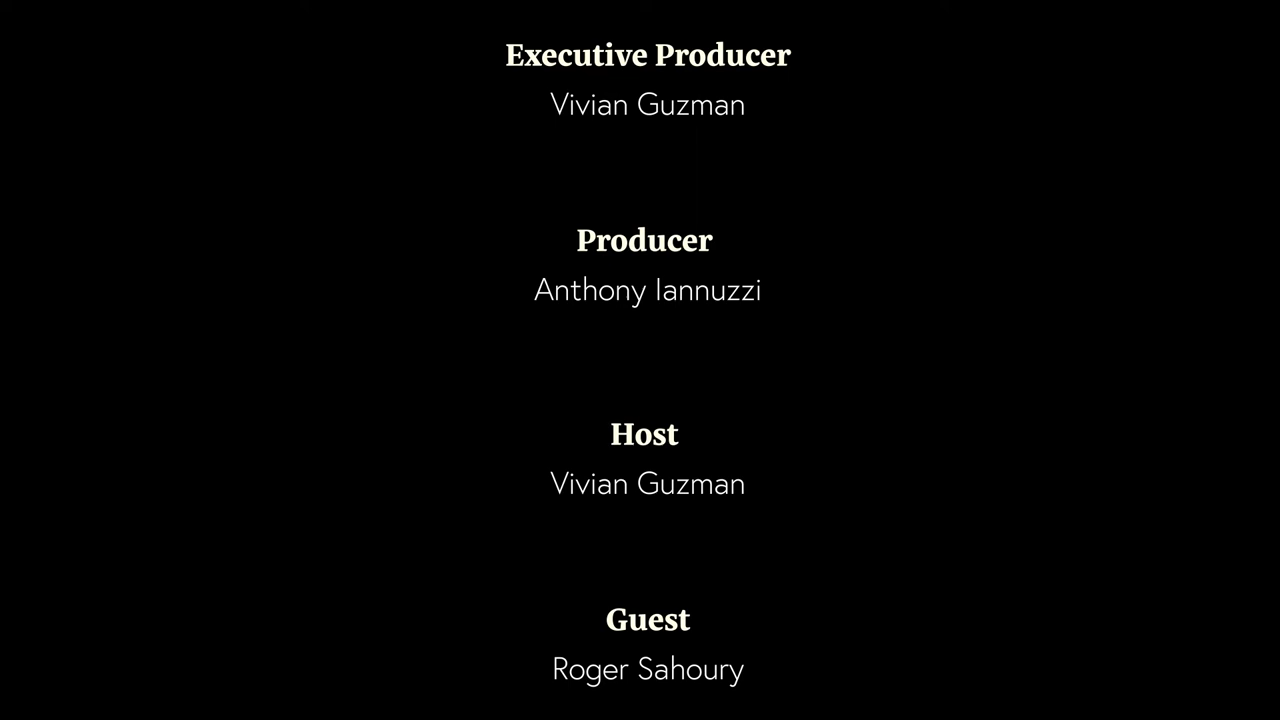 Executive Producer
Vivian Guzman
Producer
Anthony Iannuzzi
Host
Vivian Guzman
Guest
Roger Sahoury